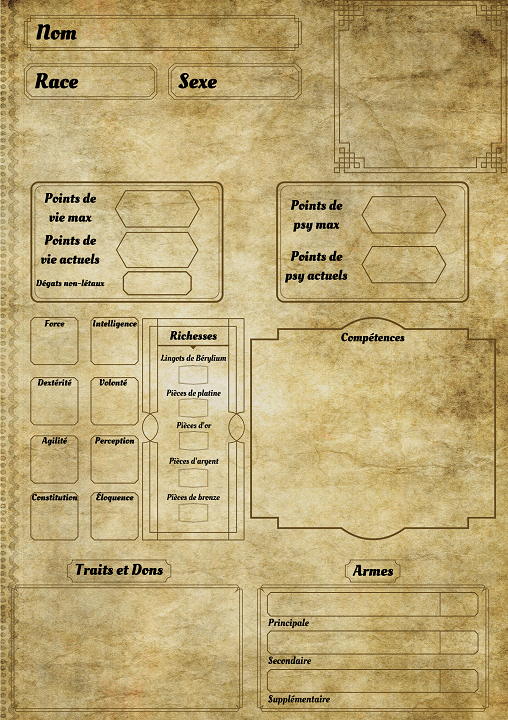 Nom
Race
Sexe
Points de
vie max
Points de
vie actuels
Dégats non-létaux
Points de
psy max
Points de
psy actuels
Force
Intelligence
Dextérité
Volonté
Agilité
Perception
Constitution
Éloquence
Richesses
Lingots de Bérylium
Pièces de platine
Pièces d'or
Pièces d'argent
Pièces de bronze
Compétences
Traits et Dons
Armes
Principale
Secondaire
Supplémentaire